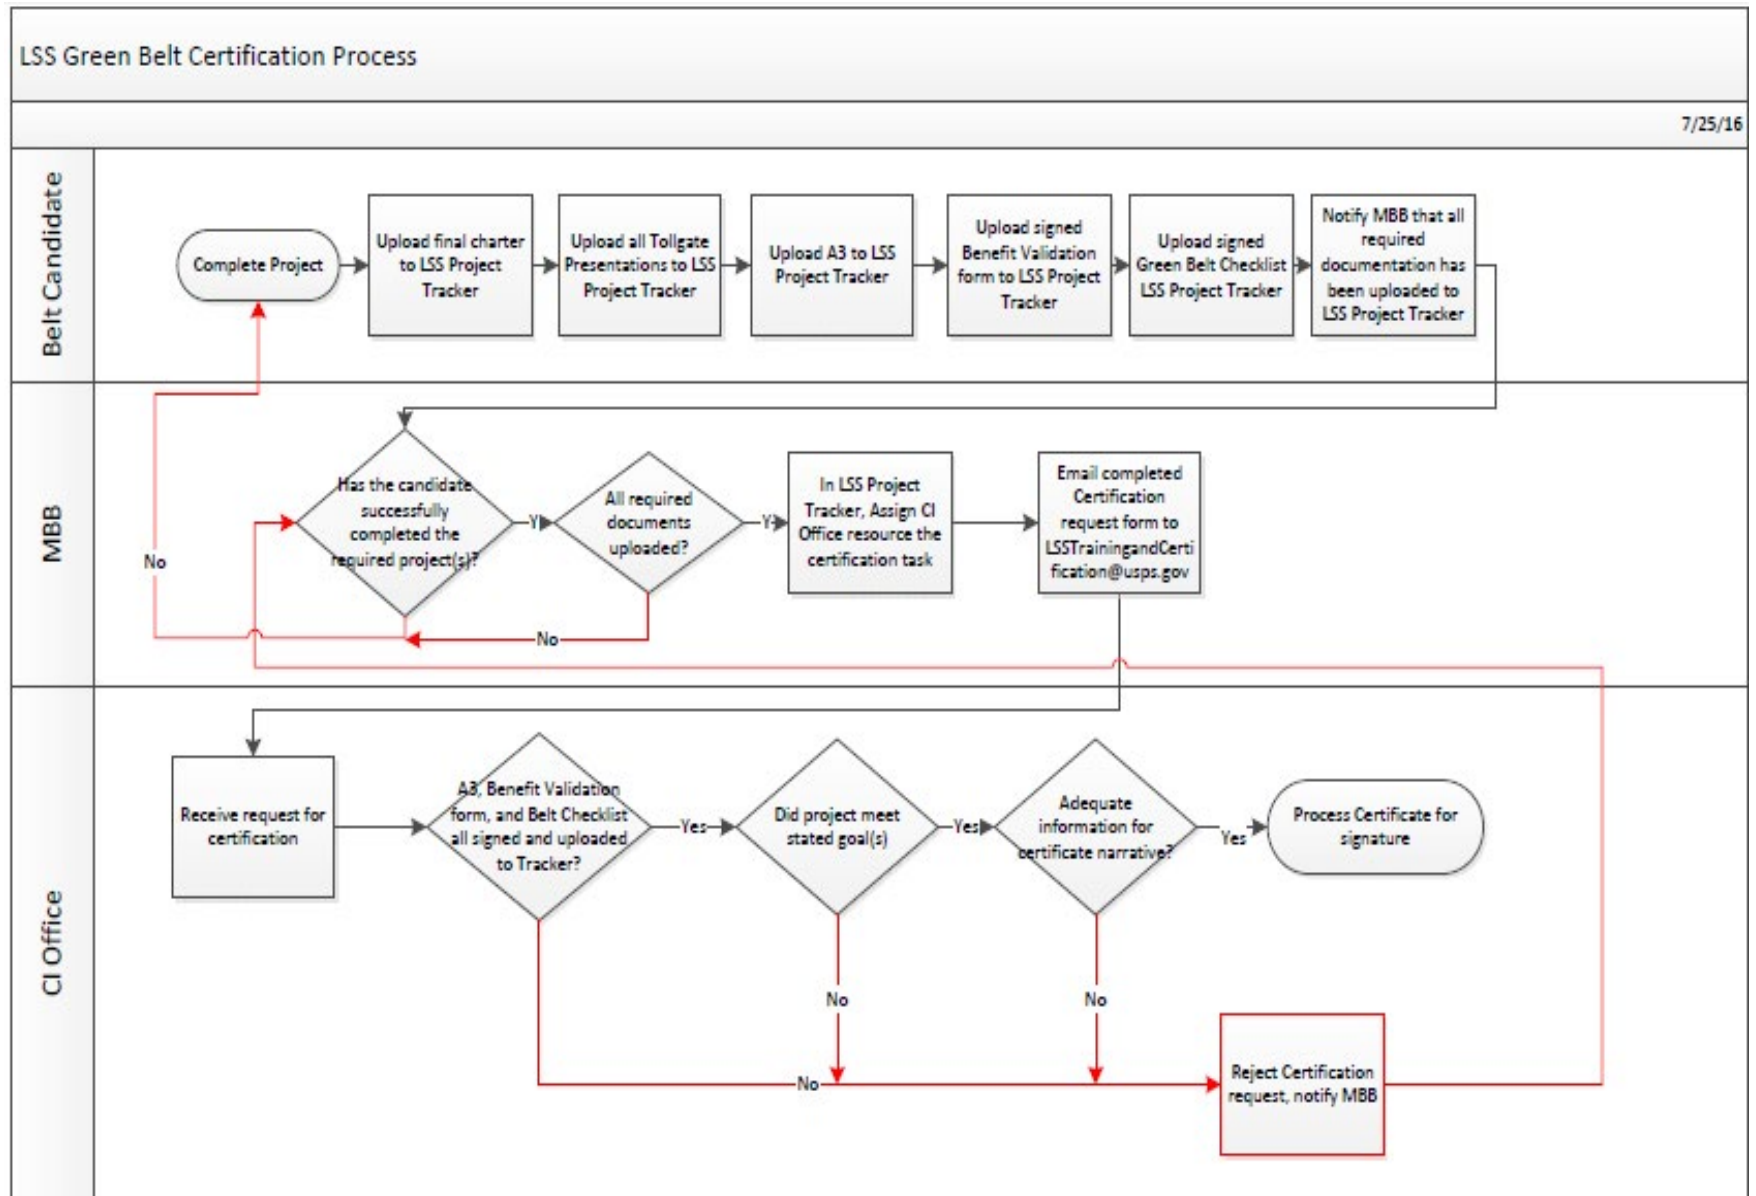 LSS Green Belt Certification Process
7/25/16
Belt Candidate
Complete Project
Upload final charter
to LSS Project
Tracker
Upload all Tollgate
Presentations to LSS
Project Tracker
Upload A3 to LSS
Project Tracker
Upload signed
Benefit Validation
form to LSS Project
Tracker
Upload signed
Green Belt Checklist
LSS Project Tracker
Notify MBB that all
required
documentation has
been uploaded to
LSS Project Tracker
MBB
Has the candidate
successfully
completed the
required project(s)?
Y
All required
documents
uploaded?
Y
In LSS Project
Tracker, Assign CI
Office resource the
certification task
Email completed
Certification
request form to
LSSTrainingandCerti
fication@usps.gov
No
No
CI Office
Receive request for
certification
A3, Benefit Validation
form, and Belt Checklist
all signed and uploaded
to Tracker?
Yes
Did project meet
stated goal(s)
Yes
Adequate
information for
certificate narrative?
Yes
Process Certificate for
signature
No
No
No
Reject Certification
request, notify MBB